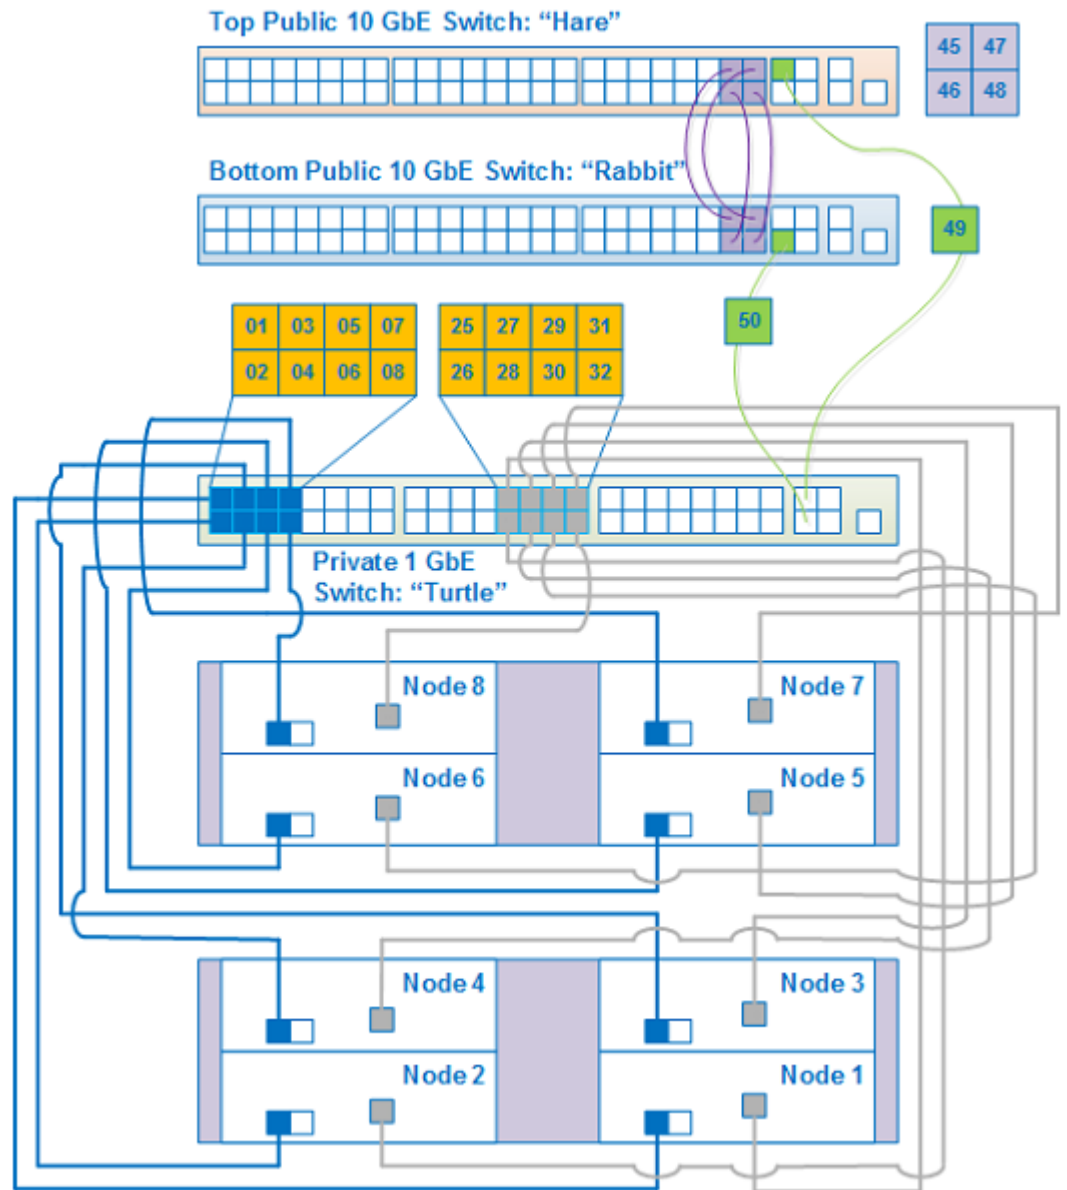 Top Public 10 GbE Switch: “Hare”
45 47
46 48
Bottom Public 10 GbE Switch: “Rabbit”
49
50
01 03 05 07
02 04 06 08
25 27 29 31
26 28 30 32
Private 1 GbE
Switch: “Turtle”
Node 8
Node 7
Node 6
Node 5
Node 4
Node 3
Node 2
Node 1